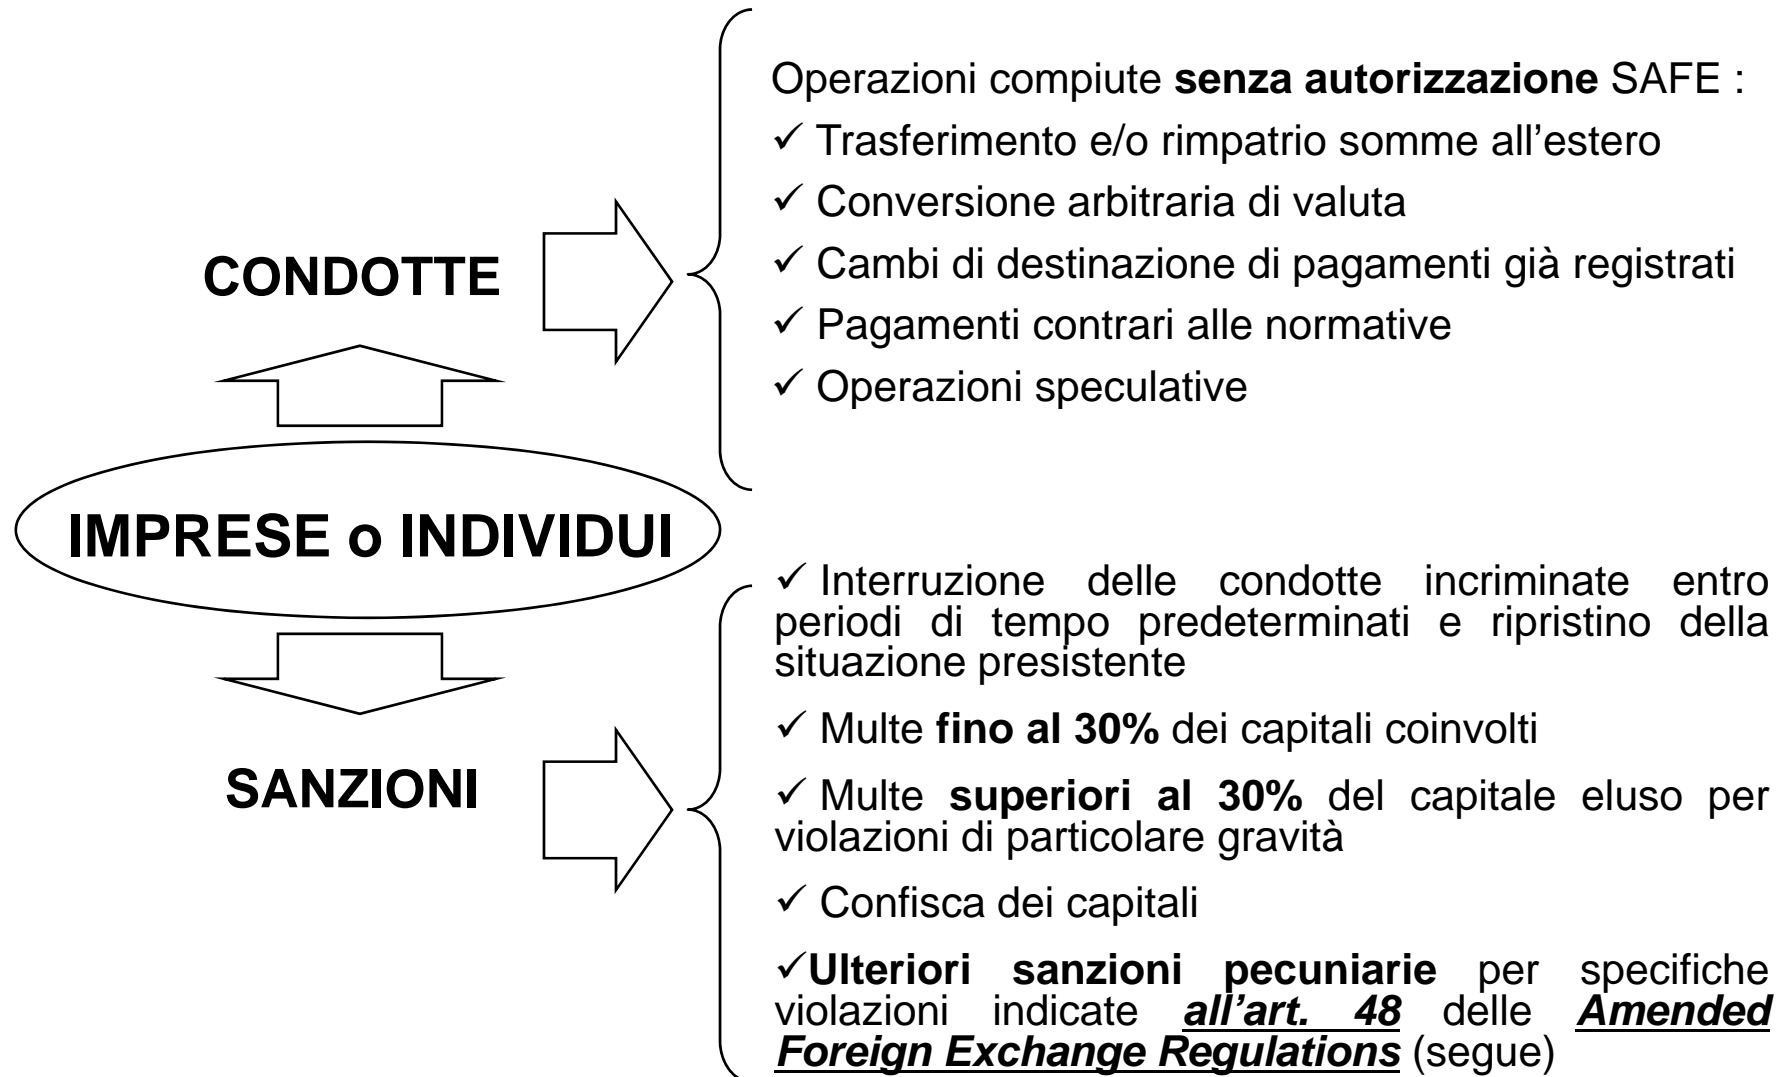 Operazioni compiute senza autorizzazione SAFE :
✓ Trasferimento e/o rimpatrio somme all’estero
✓ Conversione arbitraria di valuta
CONDOTTE
✓ Cambi di destinazione di pagamenti già registrati
✓ Pagamenti contrari alle normative
✓ Operazioni speculative
IMPRESE o INDIVIDUI
✓ Interruzione delle condotte incriminate entro
periodi di tempo predeterminati e ripristino della
situazione presistente
✓ Multe fino al 30% dei capitali coinvolti
SANZIONI
✓ Multe superiori al 30% del capitale eluso per
violazioni di particolare gravità
✓ Confisca dei capitali
✓Ulteriori sanzioni pecuniarie per specifiche
violazioni indicate all’art. 48 delle Amended
Foreign Exchange Regulations (segue)